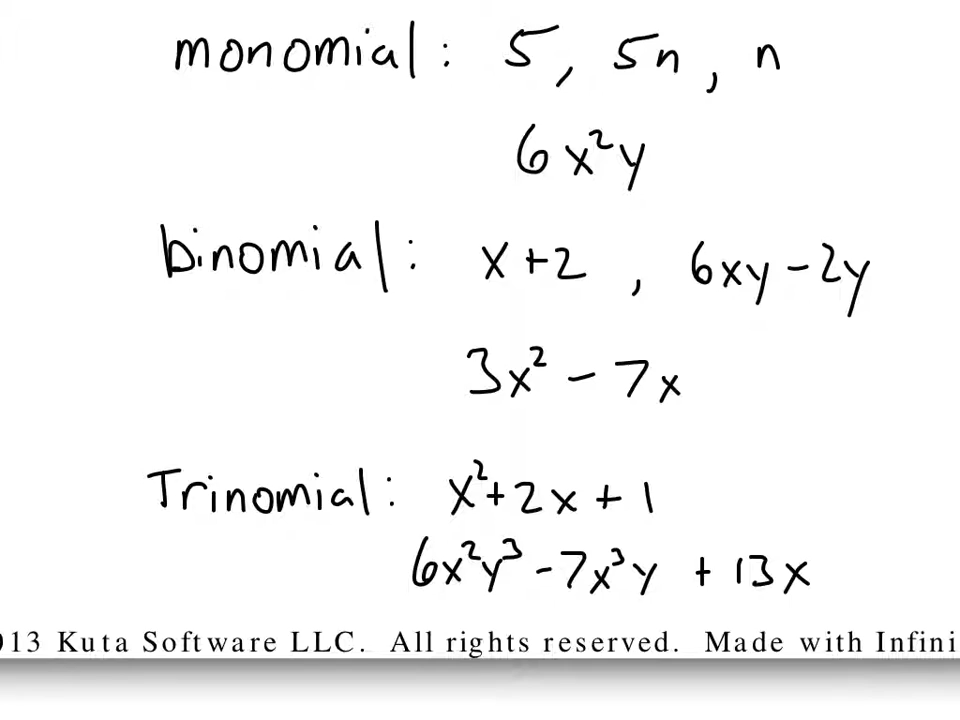 monomial: 5, 5n, n
6x²y
binomial: x+2, 6xy-2y
3x² - 7x
Trinomial: x²+2x+1
6x²y³-7x³y + 13x
013 Kuta Software LLC. All rights reserved. Made with Infini